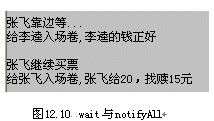 张飞靠边等...
给李逵入场卷,李逵的钱正好
张飞继续买票
给张飞入场卷,张飞给20，找赎15元
图12.10 wait与notifyAll